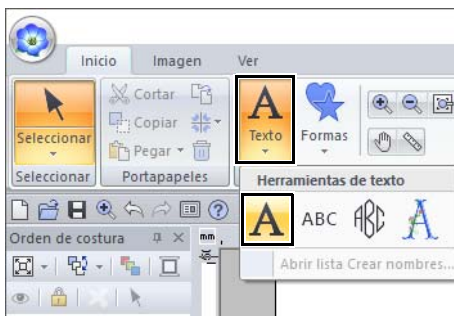 Inicio Imagen Ver
Cortar
Copiar
Pegar
Seleccionar
Texto
Formas
Seleccionar
Portapapeles
Herramientas de texto
Orden de costura
mm
A ABC ABC A
Abrir lista Crear nombres...